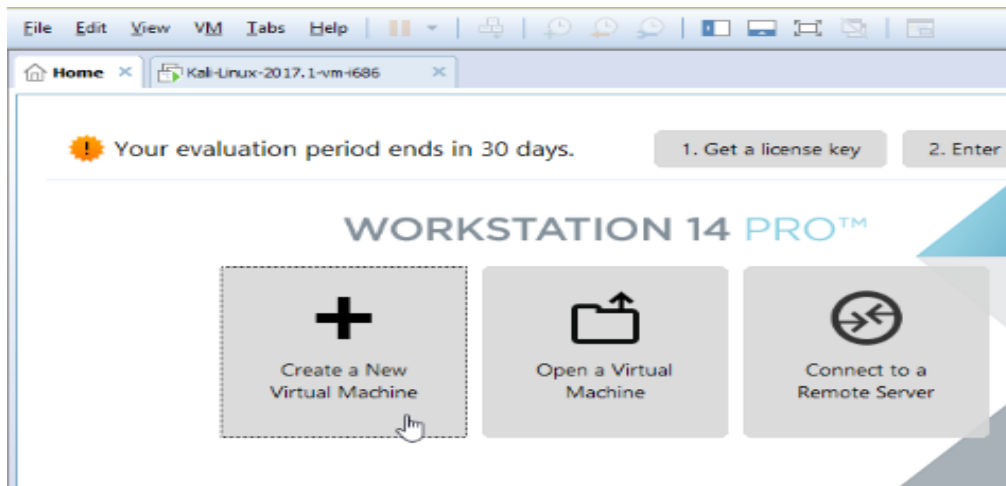 File Edit View VM Tabs Help
Home Kali-Linux-2017.1-vm-i686
! Your evaluation period ends in 30 days. 1. Get a license key 2. Enter
WORKSTATION 14 PRO™
Create a New Open a Virtual Connect to a
Virtual Machine Machine Remote Server